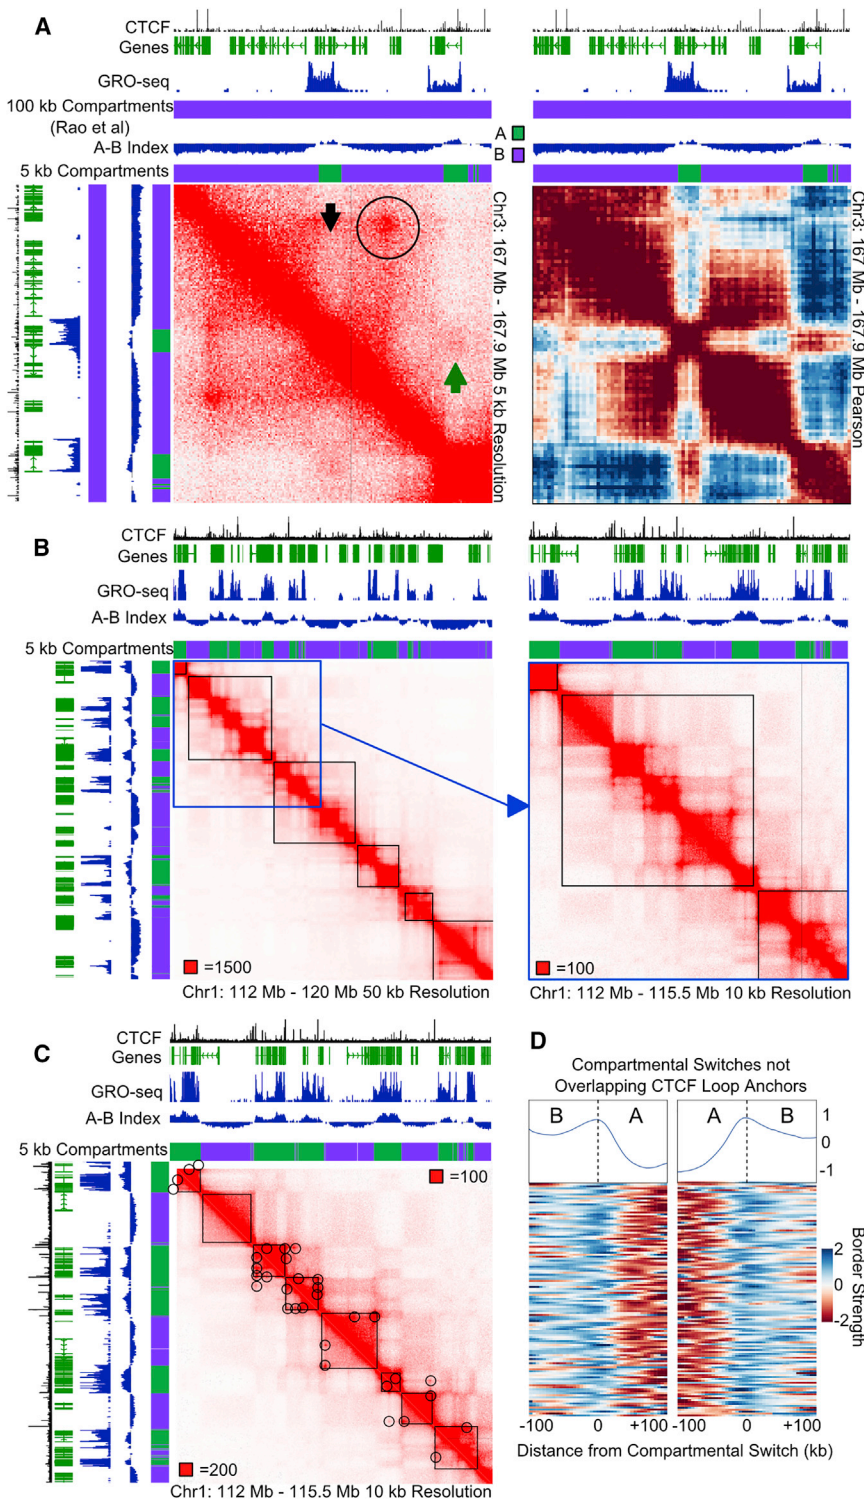 A
CTCF
Genes
GRO-seq
100 kb Compartments
(Rao et al)
A-B Index
5 kb Compartments
A
B
Chr3: 167 Mb - 167.9 Mb 5 kb Resolution
Chr3: 167 Mb - 167.9 Mb Pearson
B
CTCF
Genes
GRO-seq
A-B Index
5 kb Compartments
=1500
=100
Chr1: 112 Mb - 120 Mb 50 kb Resolution
Chr1: 112 Mb - 115.5 Mb 10 kb Resolution
C
CTCF
Genes
GRO-seq
A-B Index
5 kb Compartments
=100
=200
Chr1: 112 Mb - 115.5 Mb 10 kb Resolution
D
Compartmental Switches not
Overlapping CTCF Loop Anchors
B A A B
1
0
-1
2
0
-2
Border Strength
-100 0 +100 -100 0 +100
Distance from Compartmental Switch (kb)